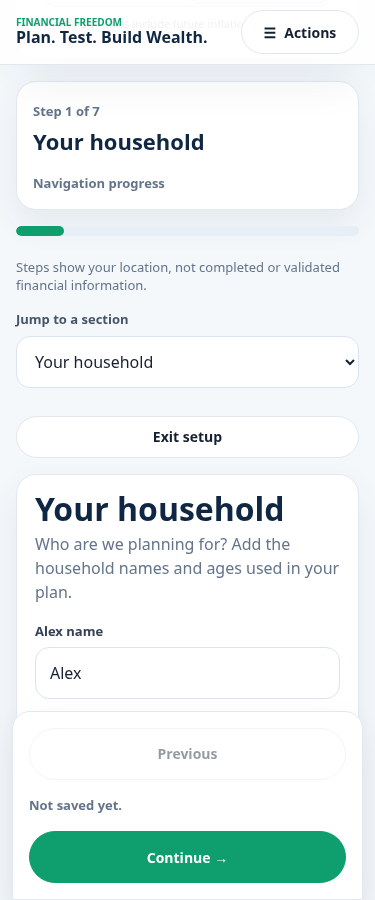 FINANCIAL FREEDOM
Plan. Test. Build Wealth.
☰ Actions
Step 1 of 7
Your household
Navigation progress
Steps show your location, not completed or validated
financial information.
Jump to a section
Your household
Exit setup
Your household
Who are we planning for? Add the
household names and ages used in your
plan.
Alex name
Alex
Previous
Not saved yet.
Continue →